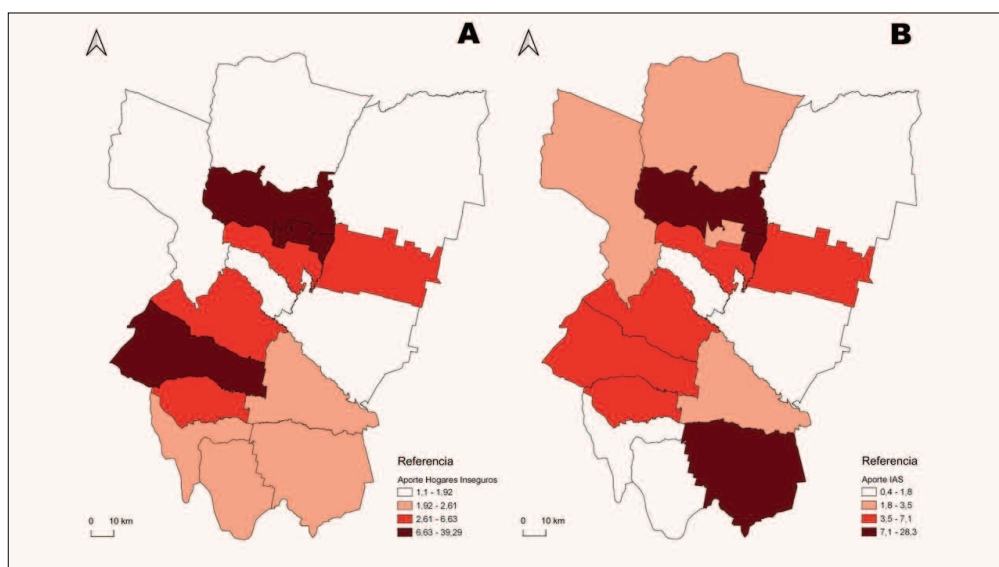 A
Referencia
Aporte Hogares Inseguros
1,1 - 1.92
1.92 - 2.61
2.61 - 6.63
6,63 - 39,29
0 10 km
B
Referencia
Aporte IAS
0,4 - 1,8
1,8 - 3,5
3,5 - 7,1
7,1 - 28,3
0 10 km